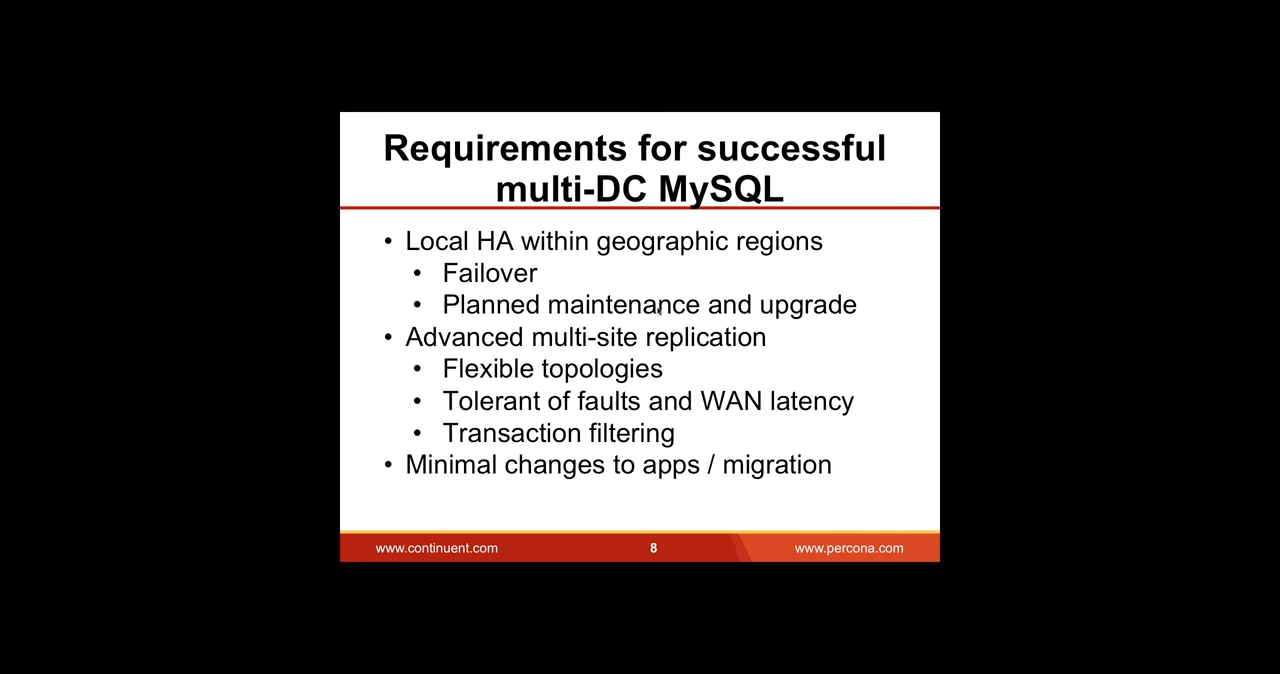 Requirements for successful
multi-DC MySQL
• Local HA within geographic regions
• Failover
• Planned maintenance and upgrade
• Advanced multi-site replication
• Flexible topologies
• Tolerant of faults and WAN latency
• Transaction filtering
• Minimal changes to apps / migration
www.continuent.com 8 www.percona.com